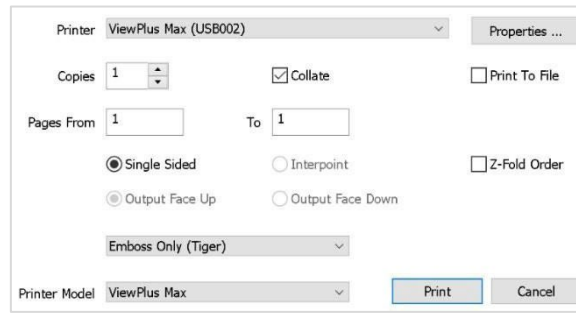 Printer ViewPlus Max (USB002) Properties ...
Copies 1 Collate Print To File
Pages From 1 To 1
Single Sided Interpoint Z-Fold Order
Output Face Up Output Face Down
Emboss Only (Tiger)
Printer Model ViewPlus Max Print Cancel